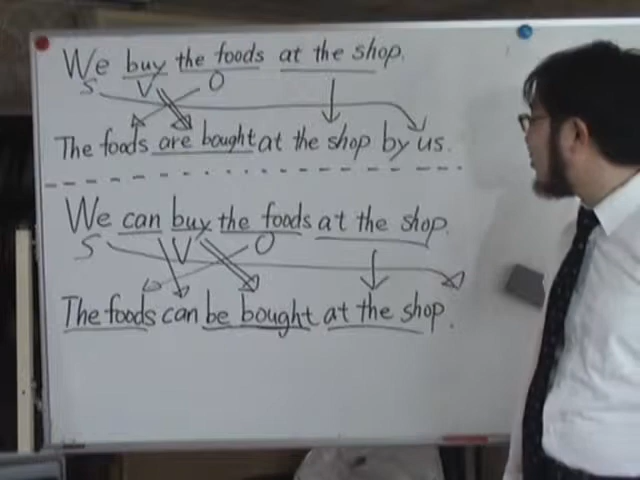 We buy the foods at the shop.
S V O
The foods are bought at the shop by us.
We can buy the foods at the shop.
S V O
The foods can be bought at the shop.